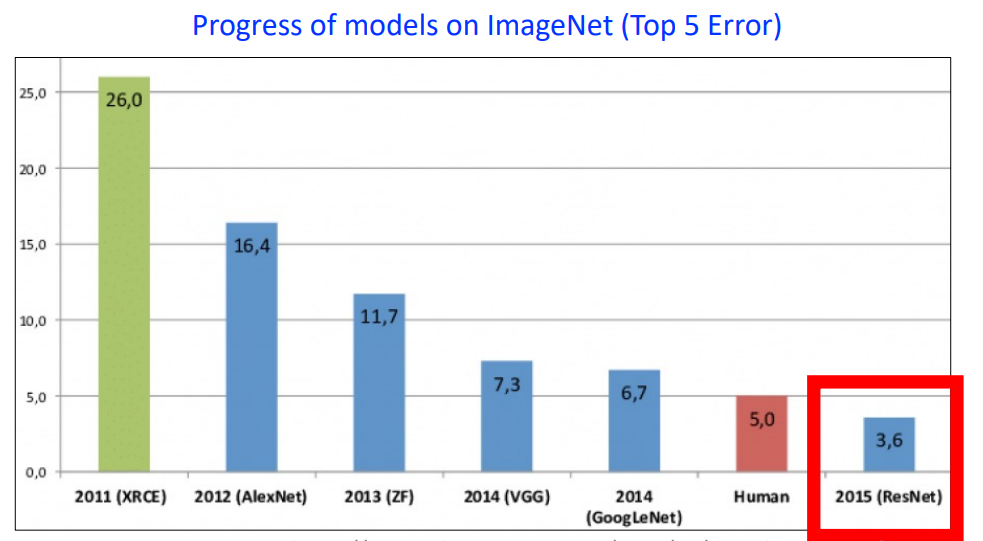 Progress of models on ImageNet (Top 5 Error)
25,0
20,0
15,0
10,0
5,0
0,0
26,0
16,4
11,7
7,3
6,7
5,0
3,6
2011 (XRCE)
2012 (AlexNet)
2013 (ZF)
2014 (VGG)
2014
(GoogLeNet)
Human
2015 (ResNet)